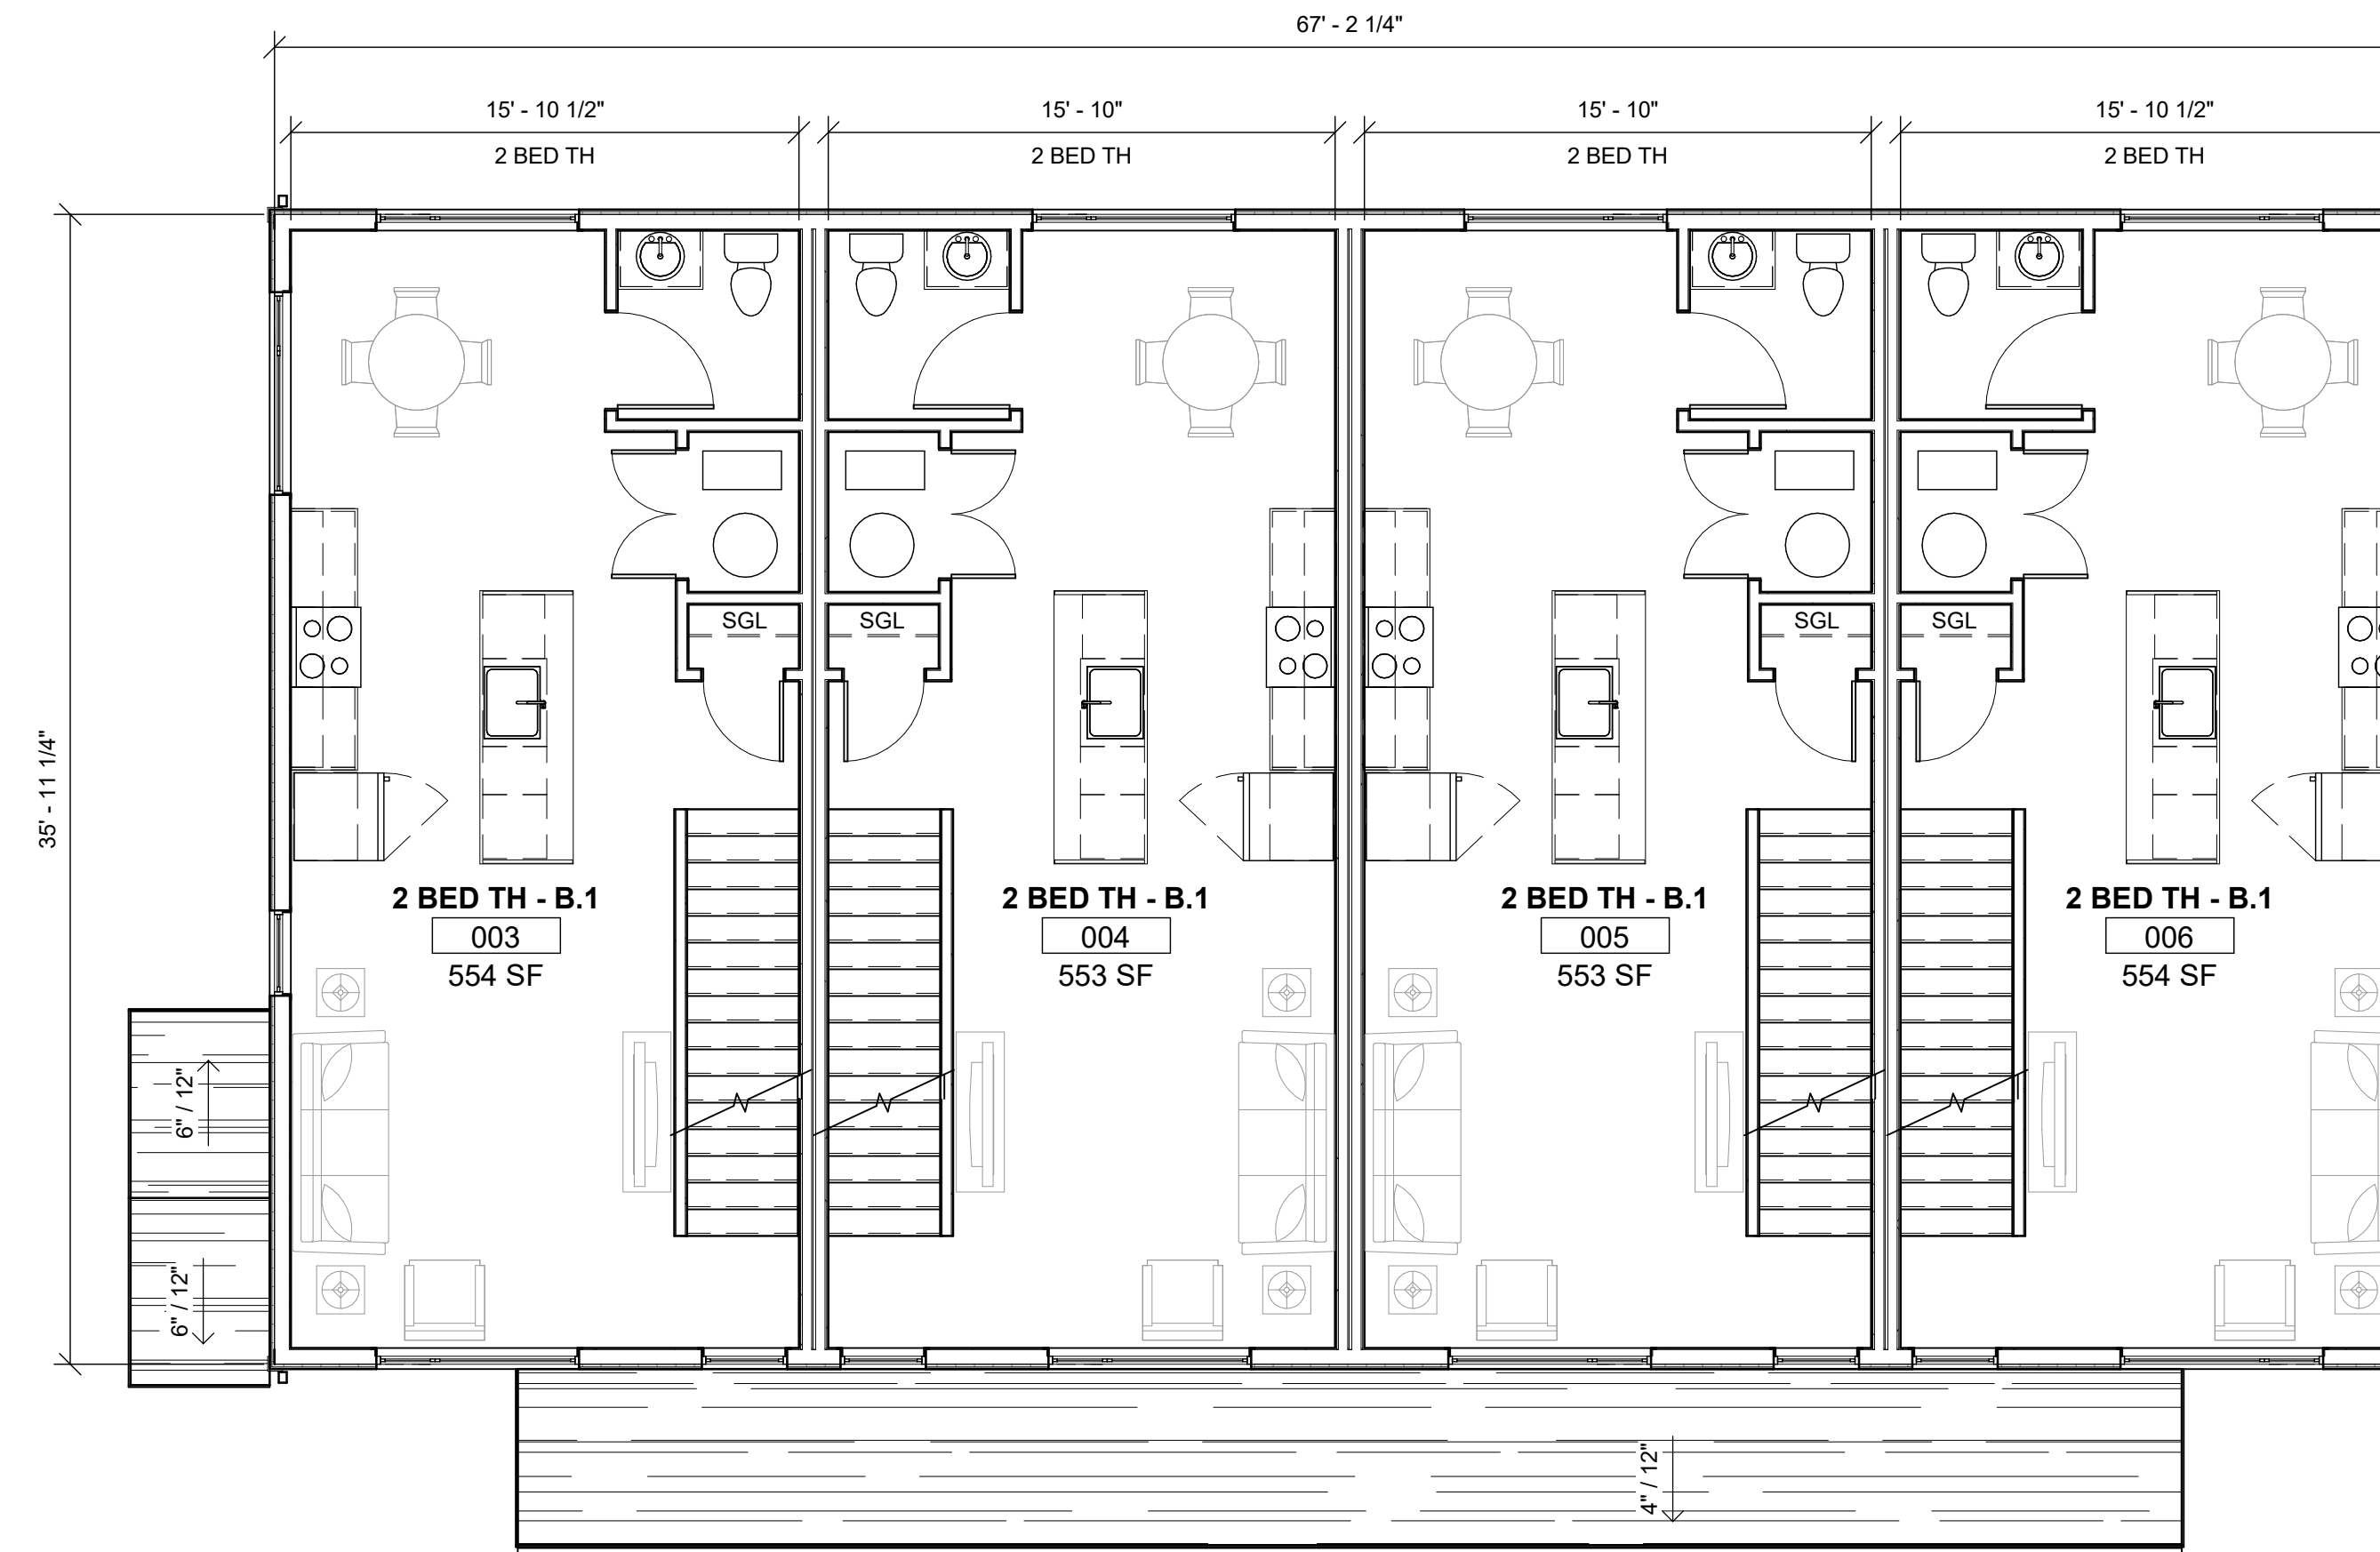 67' - 2 1/4"
15' - 10 1/2"
15' - 10"
15' - 10"
15' - 10 1/2"
2 BED TH
2 BED TH
2 BED TH
2 BED TH
35' - 11 1/4"
SGL
SGL
SGL
SGL
2 BED TH - B.1
003
554 SF
2 BED TH - B.1
004
553 SF
2 BED TH - B.1
005
553 SF
2 BED TH - B.1
006
554 SF
6" / 12"
6" / 12"
4" / 12"